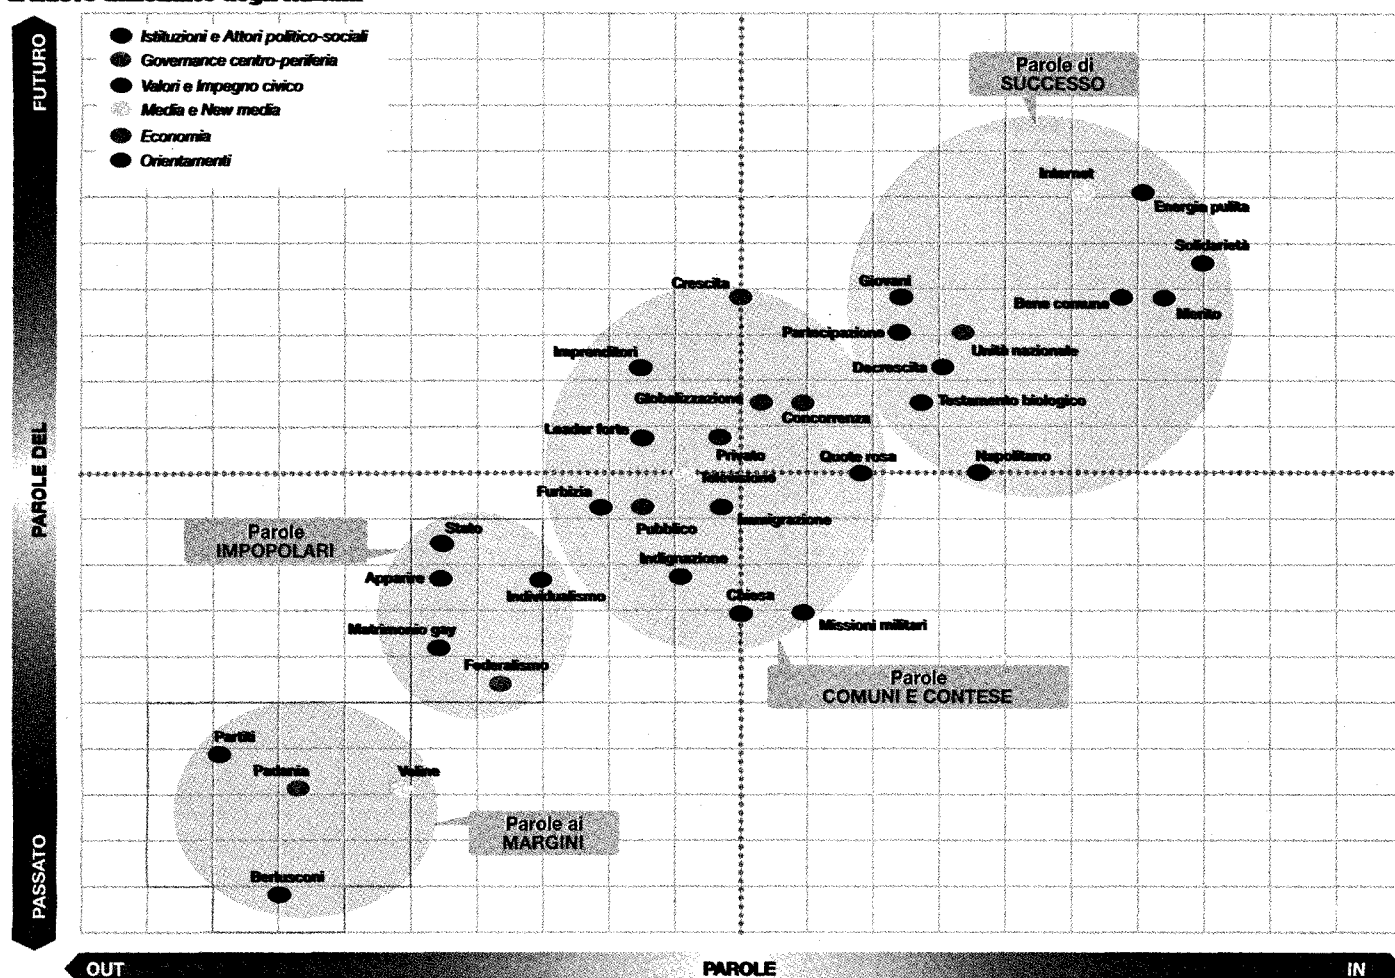 FUTURO
PAROLE DEL
PASSATO
Istituzioni e Attori politico-sociali
Governance centro-periferia
Valori e Impegno civico
Media e New media
Economia
Orientamenti
Parole di
SUCCESSO
Internet
Energia pulita
Solidarietà
Crescita
Giovani
Bene comune
Merito
Partecipazione
Unità nazionale
Imprenditori
Decrescita
Globalizzazione
Concorrenza
Testamento biologico
Leader forte
Privato
Quote rosa
Napolitano
Televisione
Furbizia
Pubblico
Immigrazione
Parole
IMPOPOLARI
Stato
Indignazione
Apparire
Individualismo
Chiesa
Missioni militari
Matrimonio gay
Federalismo
Parole
COMUNI E CONTESE
Partiti
Padania
Veline
Parole ai
MARGINI
Berlusconi
OUT
PAROLE
IN